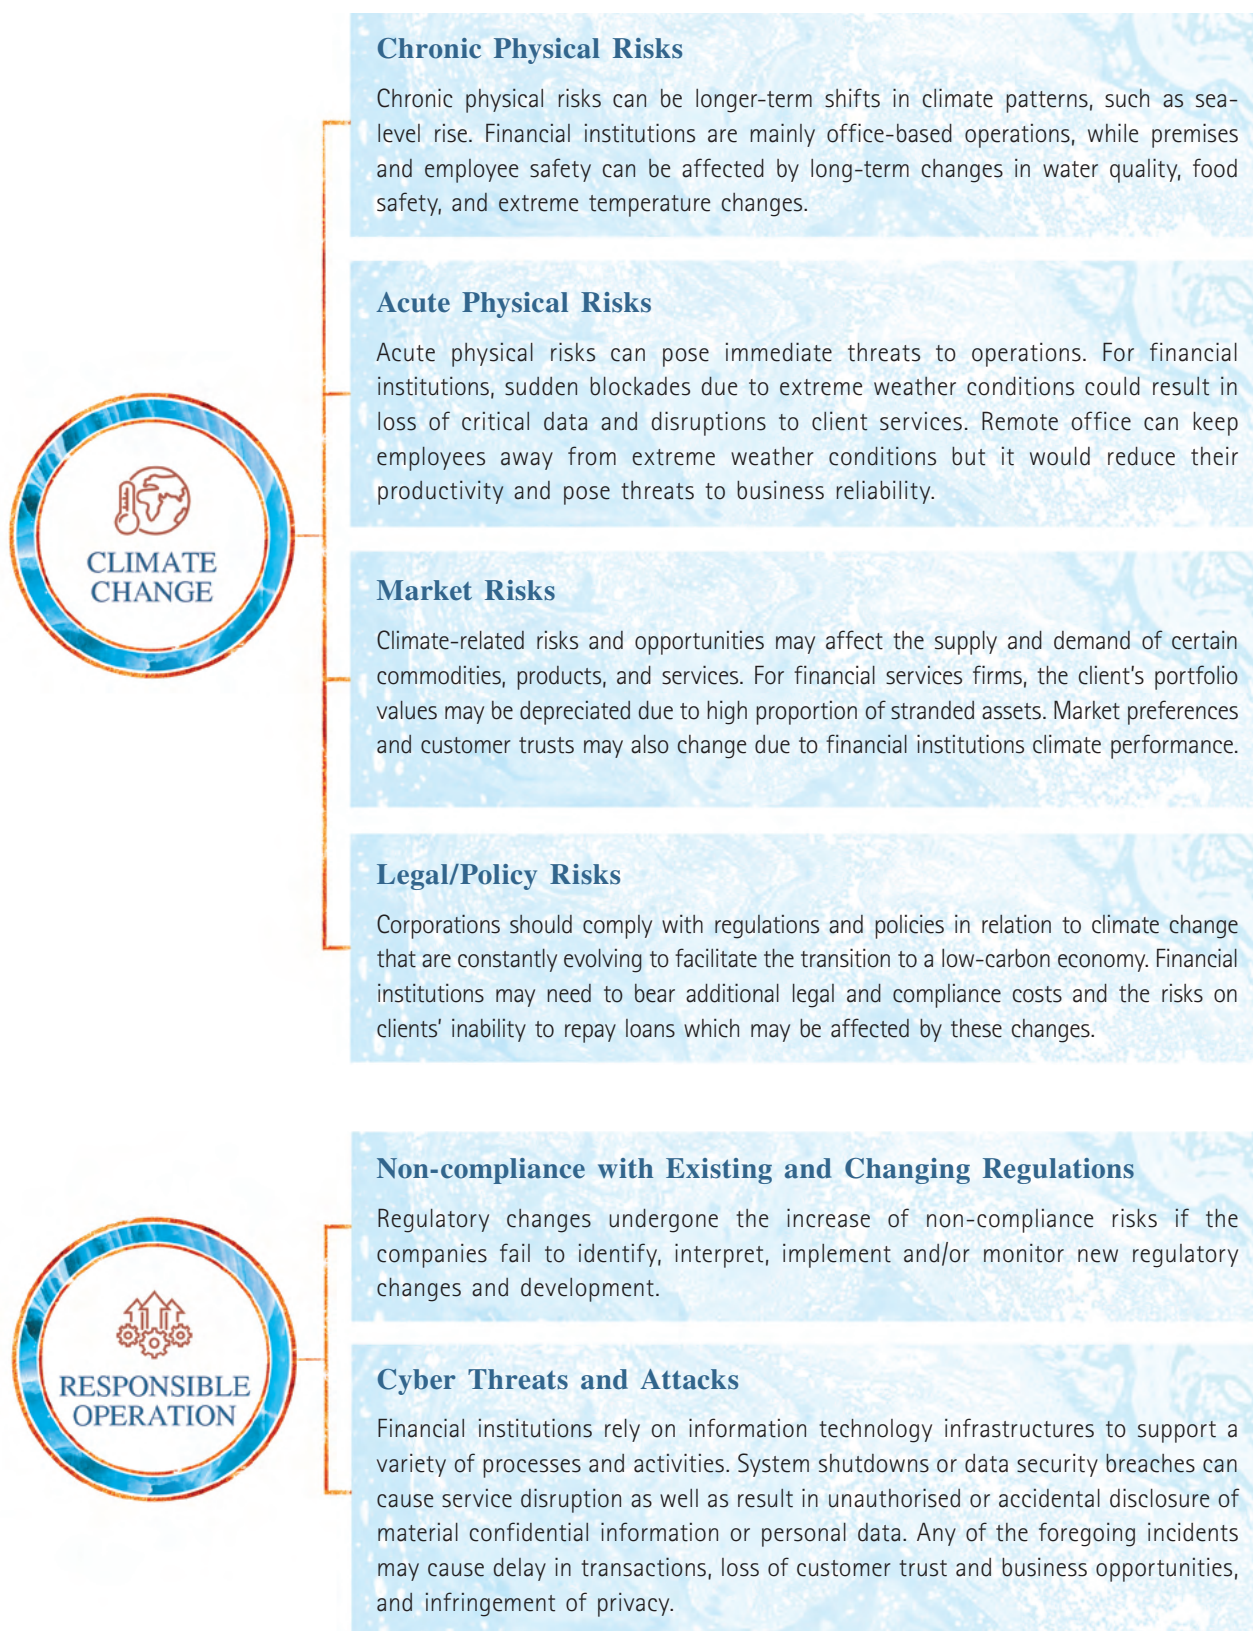 Chronic Physical Risks
Chronic physical risks can be longer-term shifts in climate patterns, such as sea-
level rise. Financial institutions are mainly office-based operations, while premises
and employee safety can be affected by long-term changes in water quality, food
safety, and extreme temperature changes.
Acute Physical Risks
Acute physical risks can pose immediate threats to operations. For financial
institutions, sudden blockades due to extreme weather conditions could result in
loss of critical data and disruptions to client services. Remote office can keep
employees away from extreme weather conditions but it would reduce their
productivity and pose threats to business reliability.
CLIMATE
CHANGE
Market Risks
Climate-related risks and opportunities may affect the supply and demand of certain
commodities, products, and services. For financial services firms, the client's portfolio
values may be depreciated due to high proportion of stranded assets. Market preferences
and customer trusts may also change due to financial institutions climate performance.
Legal/Policy Risks
Corporations should comply with regulations and policies in relation to climate change
that are constantly evolving to facilitate the transition to a low-carbon economy. Financial
institutions may need to bear additional legal and compliance costs and the risks on
clients' inability to repay loans which may be affected by these changes.
Non-compliance with Existing and Changing Regulations
Regulatory changes undergone the increase of non-compliance risks if the
companies fail to identify, interpret, implement and/or monitor new regulatory
changes and development.
RESPONSIBLE
OPERATION
Cyber Threats and Attacks
Financial institutions rely on information technology infrastructures to support a
variety of processes and activities. System shutdowns or data security breaches can
cause service disruption as well as result in unauthorised or accidental disclosure of
material confidential information or personal data. Any of the foregoing incidents
may cause delay in transactions, loss of customer trust and business opportunities,
and infringement of privacy.